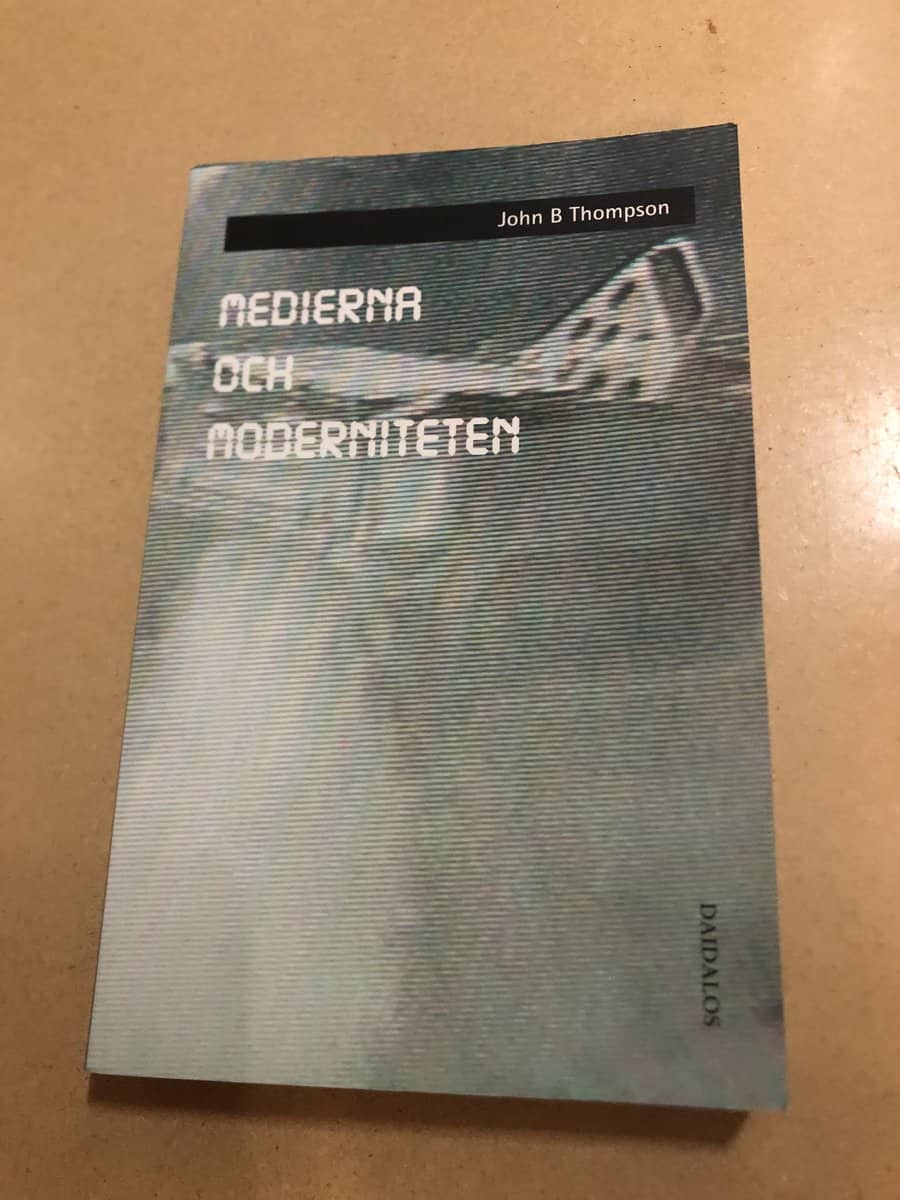 John B Thompson
MEDIERNA
OCH
MODERNITETEN
DAIDALOS